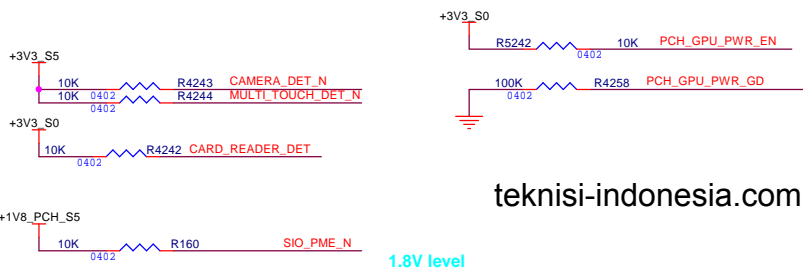 +3V3_S5
10K 0402 R4243 CAMERA_DET_N
10K 0402 R4244 MULTI_TOUCH_DET_N
+3V3_S0
10K 0402 R4242 CARD_READER_DET
+1V8_PCH_S5
10K 0402 R160 SIO_PME_N
1.8V level
+3V3_S0
R5242 0402 10K PCH_GPU_PWR_EN
100K 0402 R4258 PCH_GPU_PWR_GD
teknisi-indonesia.com